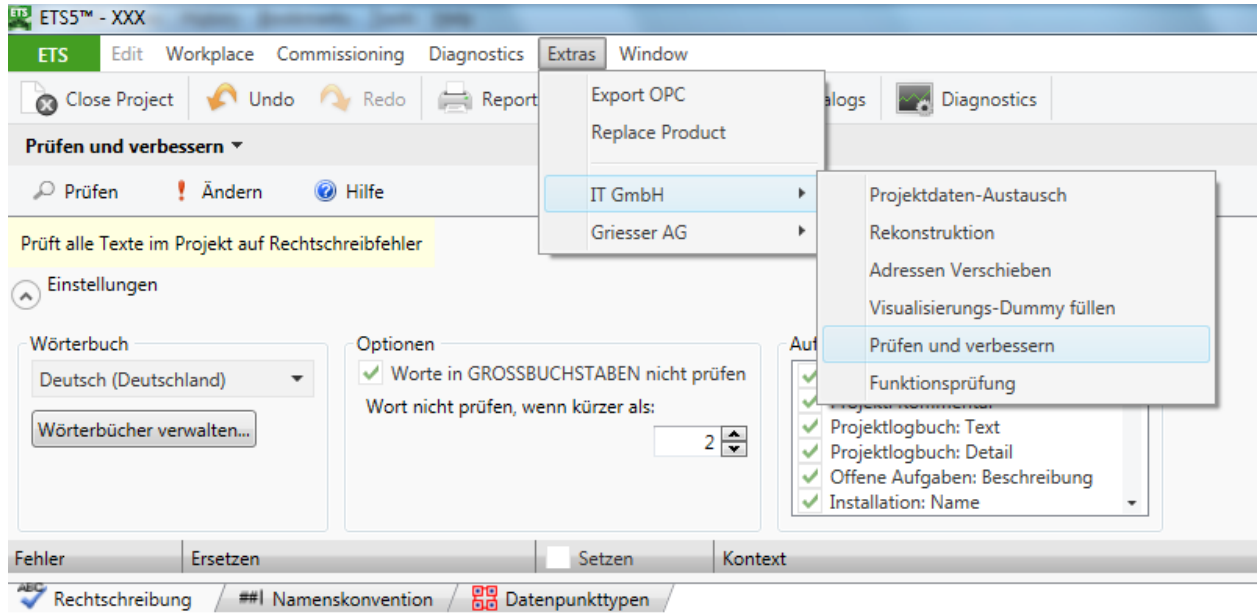 ETS5™ - XXX
ETS Edit Workplace Commissioning Diagnostics Extras Window
Close Project Undo Redo Report alogs Diagnostics
Export OPC
Replace Product
IT GmbH
Griesser AG
Projektdaten-Austausch
Rekonstruktion
Adressen Verschieben
Visualisierungs-Dummy füllen
Prüfen und verbessern
Funktionsprüfung
Prüfen und verbessern
Prüfen Ändern Hilfe
Prüft alle Texte im Projekt auf Rechtschreibfehler
Einstellungen
Wörterbuch
Deutsch (Deutschland)
Wörterbücher verwalten...
Optionen
Worte in GROSSBUCHSTABEN nicht prüfen
Wort nicht prüfen, wenn kürzer als:
2
Auf
Projekt: Kommentar
Projektlogbuch: Text
Projektlogbuch: Detail
Offene Aufgaben: Beschreibung
Installation: Name
Fehler Ersetzen Setzen Kontext
ABC Rechtschreibung ##I Namenskonvention Datenpunkttypen